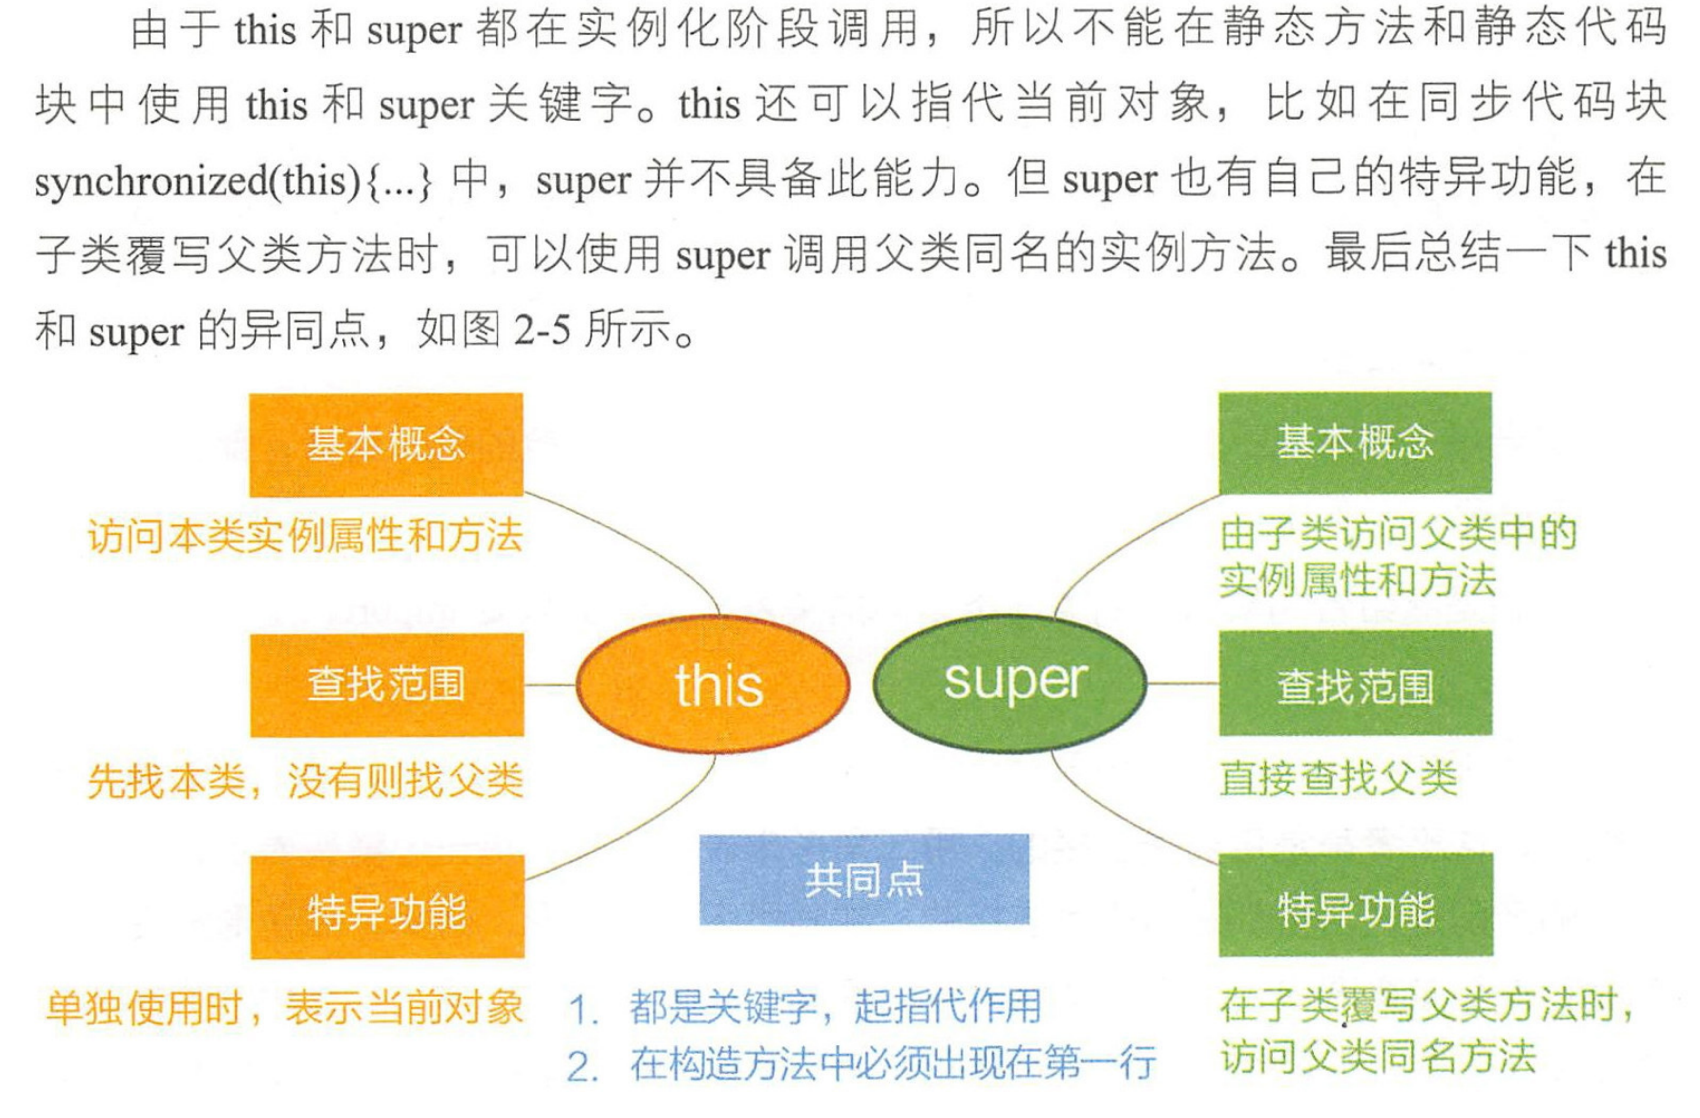 由于 this 和 super 都在实例化阶段调用，所以不能在静态方法和静态代码
块中使用 this 和 super 关键字。this 还可以指代当前对象，比如在同步代码块
synchronized(this){...} 中，super 并不具备此能力。但 super 也有自己的特异功能，在
子类覆写父类方法时，可以使用 super 调用父类同名的实例方法。最后总结一下 this
和 super 的异同点，如图 2-5 所示。
基本概念
访问本类实例属性和方法
查找范围
先找本类，没有则找父类
特异功能
单独使用时，表示当前对象
this
super
共同点
1. 都是关键字，起指代作用
2. 在构造方法中必须出现在第一行
基本概念
由子类访问父类中的
实例属性和方法
查找范围
直接查找父类
特异功能
在子类覆写父类方法时，
访问父类同名方法